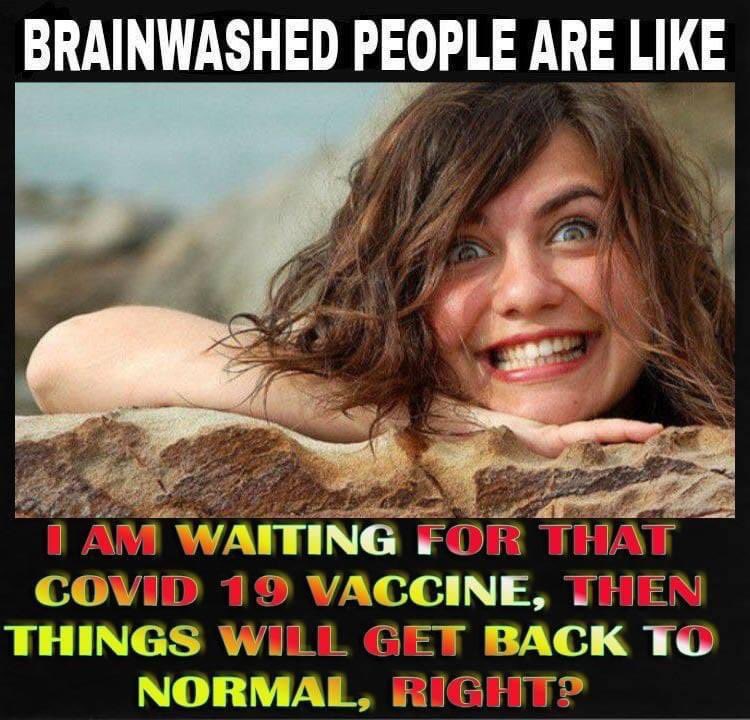 BRAINWASHED PEOPLE ARE LIKE
I AM WAITING FOR THAT
COVID 19 VACCINE, THEN
THINGS WILL GET BACK TO
NORMAL, RIGHT?